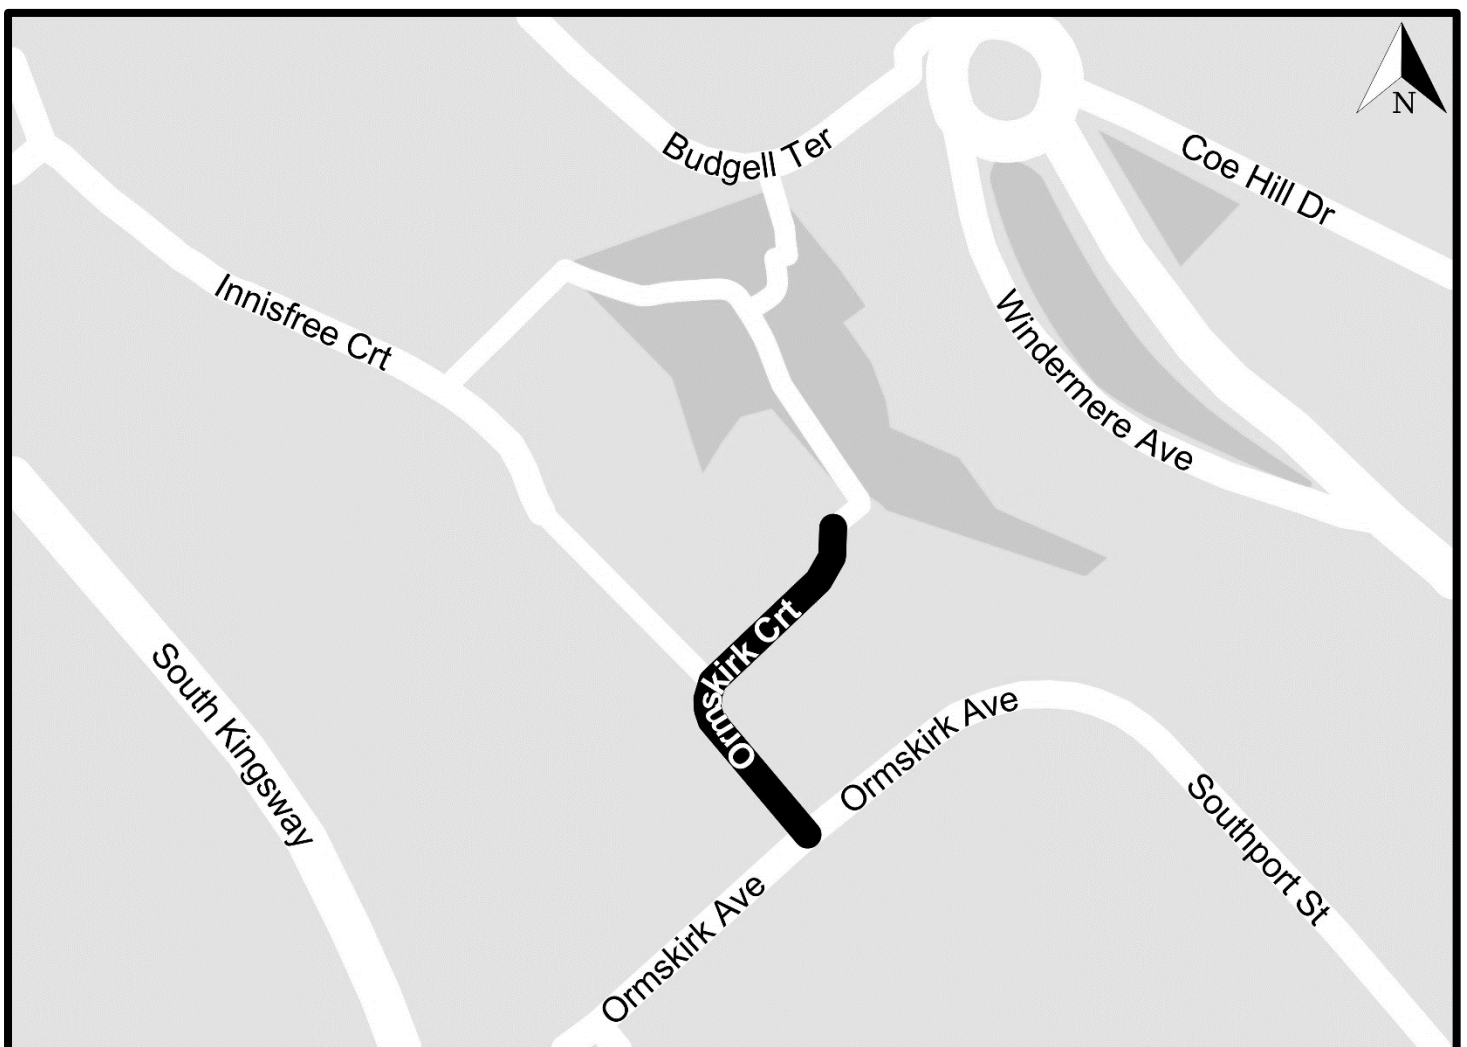 N
Budgell Ter
Coe Hill Dr
Innisfree Crt
Windermere Ave
Ormskirk Crt
South Kingsway
Ormskirk Ave
Southport St
Ormskirk Ave